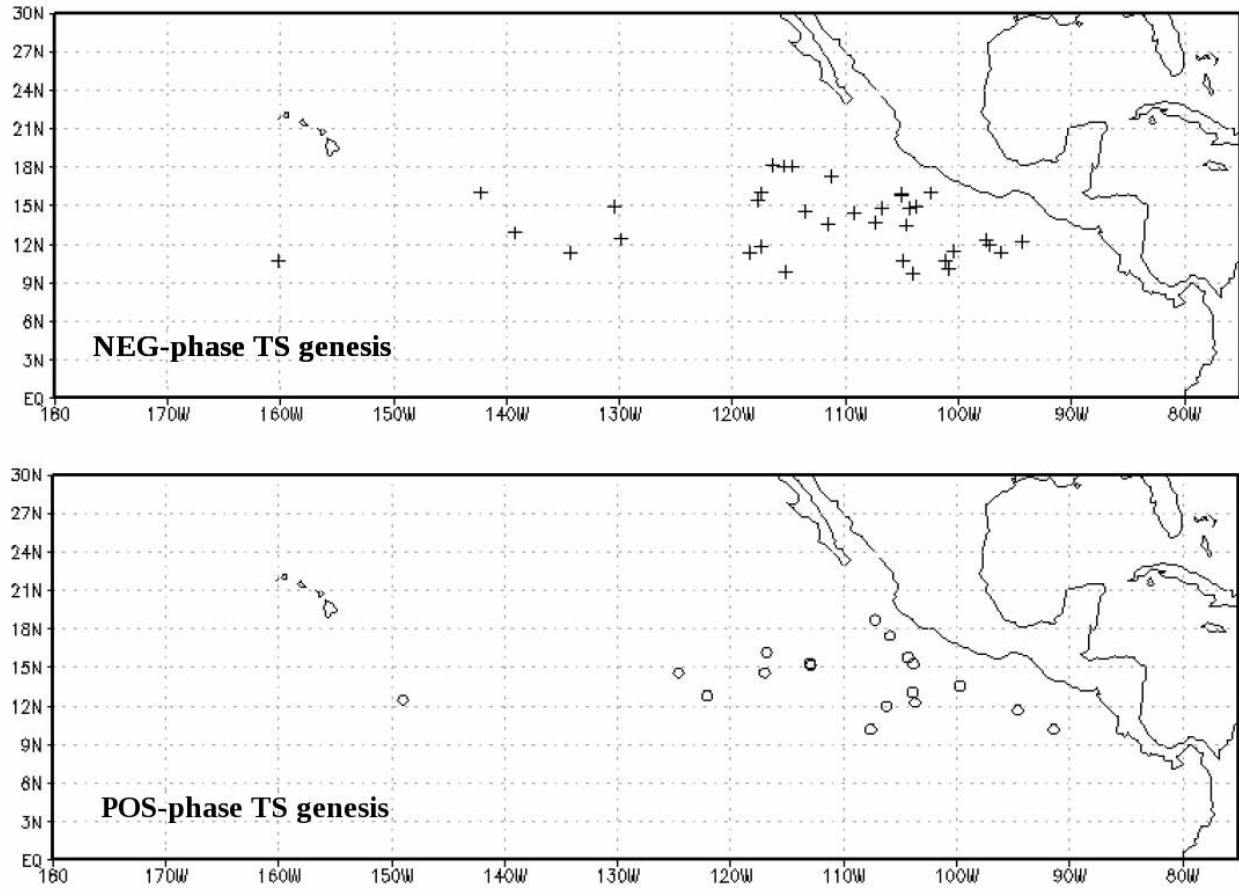 30N
27N
24N
21N
18N
15N
12N
9N
6N
3N
EQ
NEG-phase TS genesis
180 170W 160W 150W 140W 130W 120W 110W 100W 90W 80W
30N
27N
24N
21N
18N
15N
12N
9N
6N
3N
EQ
POS-phase TS genesis
180 170W 160W 150W 140W 130W 120W 110W 100W 90W 80W